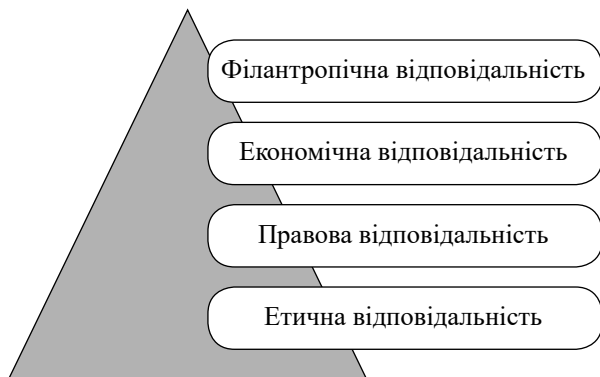 Філантропічна відповідальність
Економічна відповідальність
Правова відповідальність
Етична відповідальність